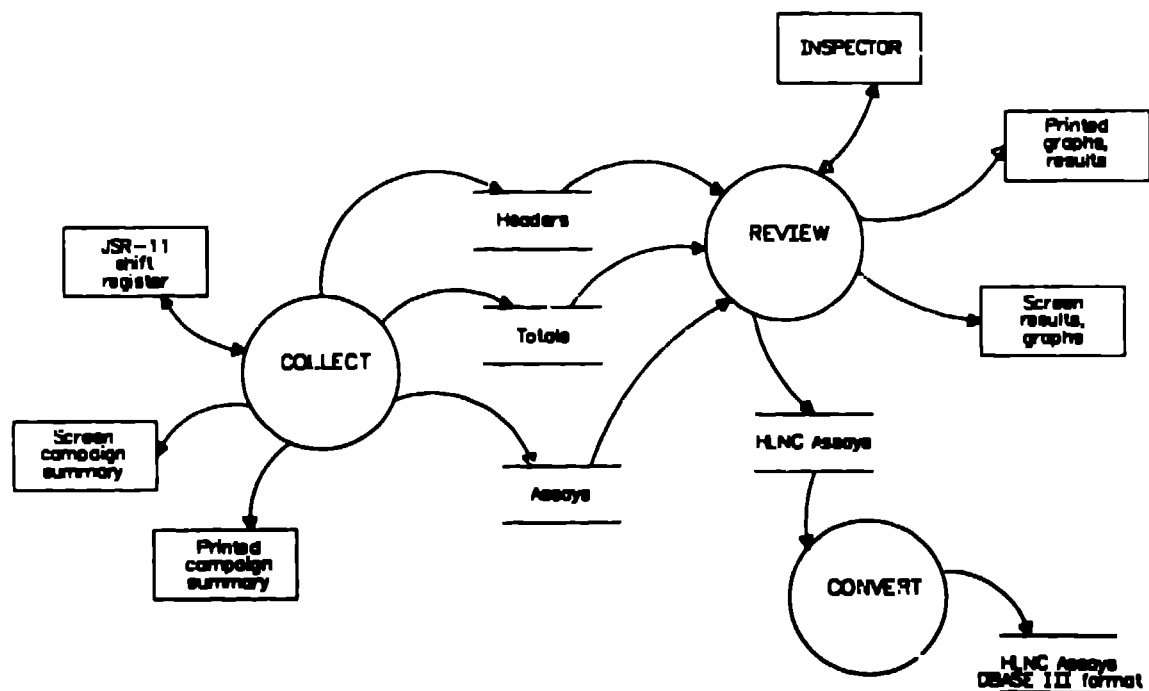 INSPECTOR
Printed
graphs,
results
Headers
REVIEW
JSR-11
shift
register
Screen
results,
graphs
Totals
COLLECT
HLNC Assays
Screen
campaign
summary
Assays
Printed
campaign
summary
CONVERT
HLNC Assays
DBASE III format